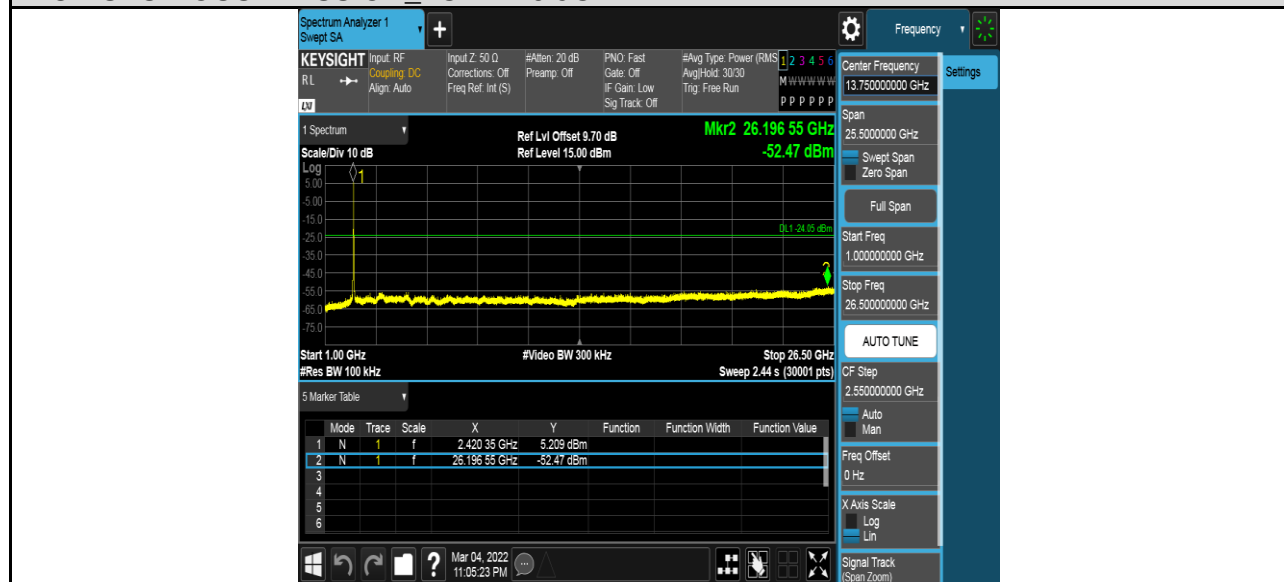 Spectrum Analyzer 1
Swept SA
Frequency
KEYSIGHT
RL
LXI
Input: RF
Coupling: DC
Align: Auto
Input Z: 50 Ω
Corrections: Off
Freq Ref: Int (S)
#Atten: 20 dB
Preamp: Off
PNO: Fast
Gate: Off
IF Gain: Low
Sig Track: Off
#Avg Type: Power (RMS
Avg|Hold: 30/30
Trig: Free Run
1 2 3 4 5 6
M W W W W W
P P P P P P
1 Spectrum
Scale/Div 10 dB
Ref Lvl Offset 9.70 dB
Ref Level 15.00 dBm
Mkr2 26.196 55 GHz
-52.47 dBm
Log
1
5.00
-5.00
-15.0
DL1 -24.05 dBm
-25.0
-35.0
2
-45.0
-55.0
-65.0
-75.0
Start 1.00 GHz
#Video BW 300 kHz
Stop 26.50 GHz
#Res BW 100 kHz
Sweep 2.44 s (30001 pts)
5 Marker Table
Mode Trace Scale X Y Function Function Width Function Value
1 N 1 f 2.420 35 GHz 5.209 dBm
2 N 1 f 26.196 55 GHz -52.47 dBm
3
4
5
6
?
Mar 04, 2022
11:05:23 PM
Settings
Center Frequency
13.750000000 GHz
Span
25.5000000 GHz
Swept Span
Zero Span
Full Span
Start Freq
1.000000000 GHz
Stop Freq
26.500000000 GHz
AUTO TUNE
CF Step
2.550000000 GHz
Auto
Man
Freq Offset
0 Hz
X Axis Scale
Log
Lin
Signal Track
(Span Zoom)